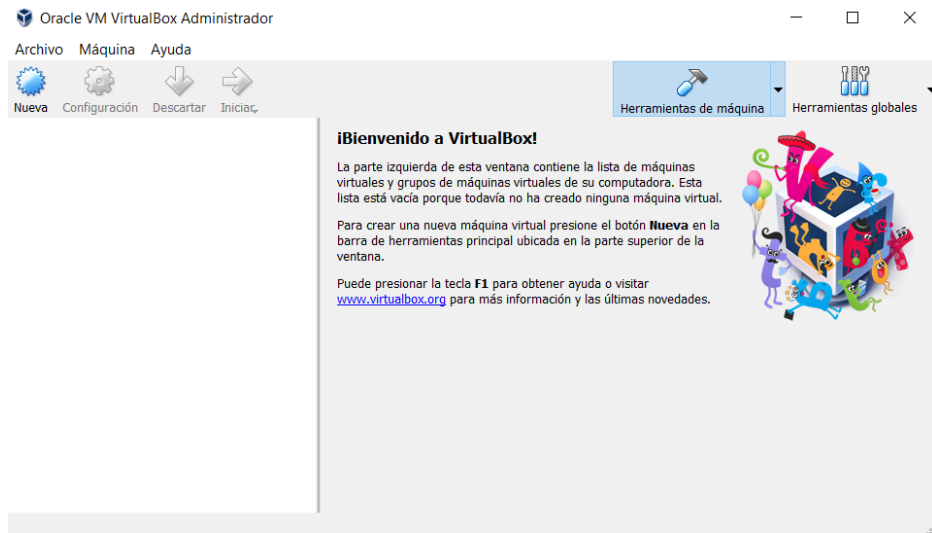 Oracle VM VirtualBox Administrador
Archivo Máquina Ayuda
Nueva Configuración Descartar Iniciar Herramientas de máquina Herramientas globales
¡Bienvenido a VirtualBox!
La parte izquierda de esta ventana contiene la lista de máquinas
virtuales y grupos de máquinas virtuales de su computadora. Esta
lista está vacía porque todavía no ha creado ninguna máquina virtual.
Para crear una nueva máquina virtual presione el botón Nueva en la
barra de herramientas principal ubicada en la parte superior de la
ventana.
Puede presionar la tecla F1 para obtener ayuda o visitar
www.virtualbox.org para más información y las últimas novedades.